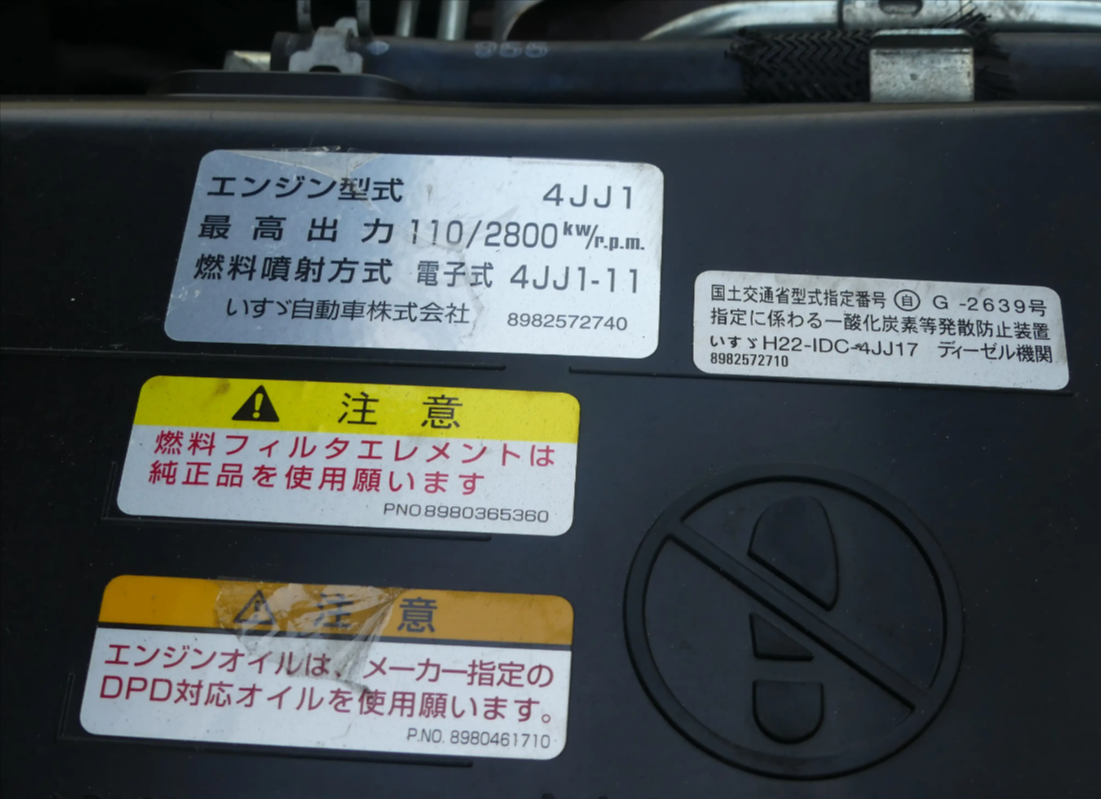 955
エンジン型式 4JJ1
最高出力 110/2800 kw/r.p.m.
燃料噴射方式 電子式 4JJ1-11
いすゞ自動車株式会社 8982572740
国土交通省型式指定番号 ㊀ G-2639号
指定に係わる一酸化炭素等発散防止装置
いすゞH22-IDC-4JJ17 ディーゼル機関
8982572710
注意
燃料フィルタエレメントは
純正品を使用願います
PNO.8980365360
注意
エンジンオイルは、メーカー指定の
DPD対応オイルを使用願います。
P.NO. 8980461710